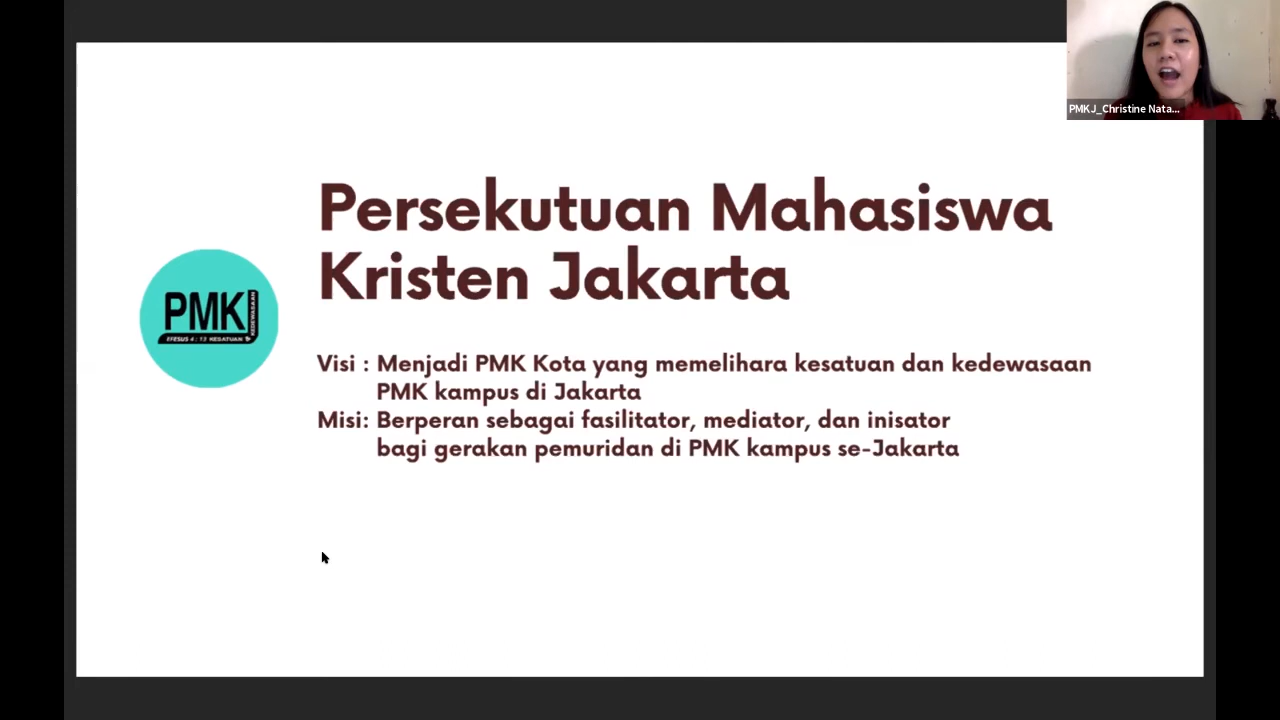 PMKJ_Christine Nata...
Persekutuan Mahasiswa
Kristen Jakarta
PMKJ
KEDEWASAAN
EFESUS 4 : 13 KESATUAN &
Visi : Menjadi PMK Kota yang memelihara kesatuan dan kedewasaan
PMK kampus di Jakarta
Misi: Berperan sebagai fasilitator, mediator, dan inisator
bagi gerakan pemuridan di PMK kampus se-Jakarta